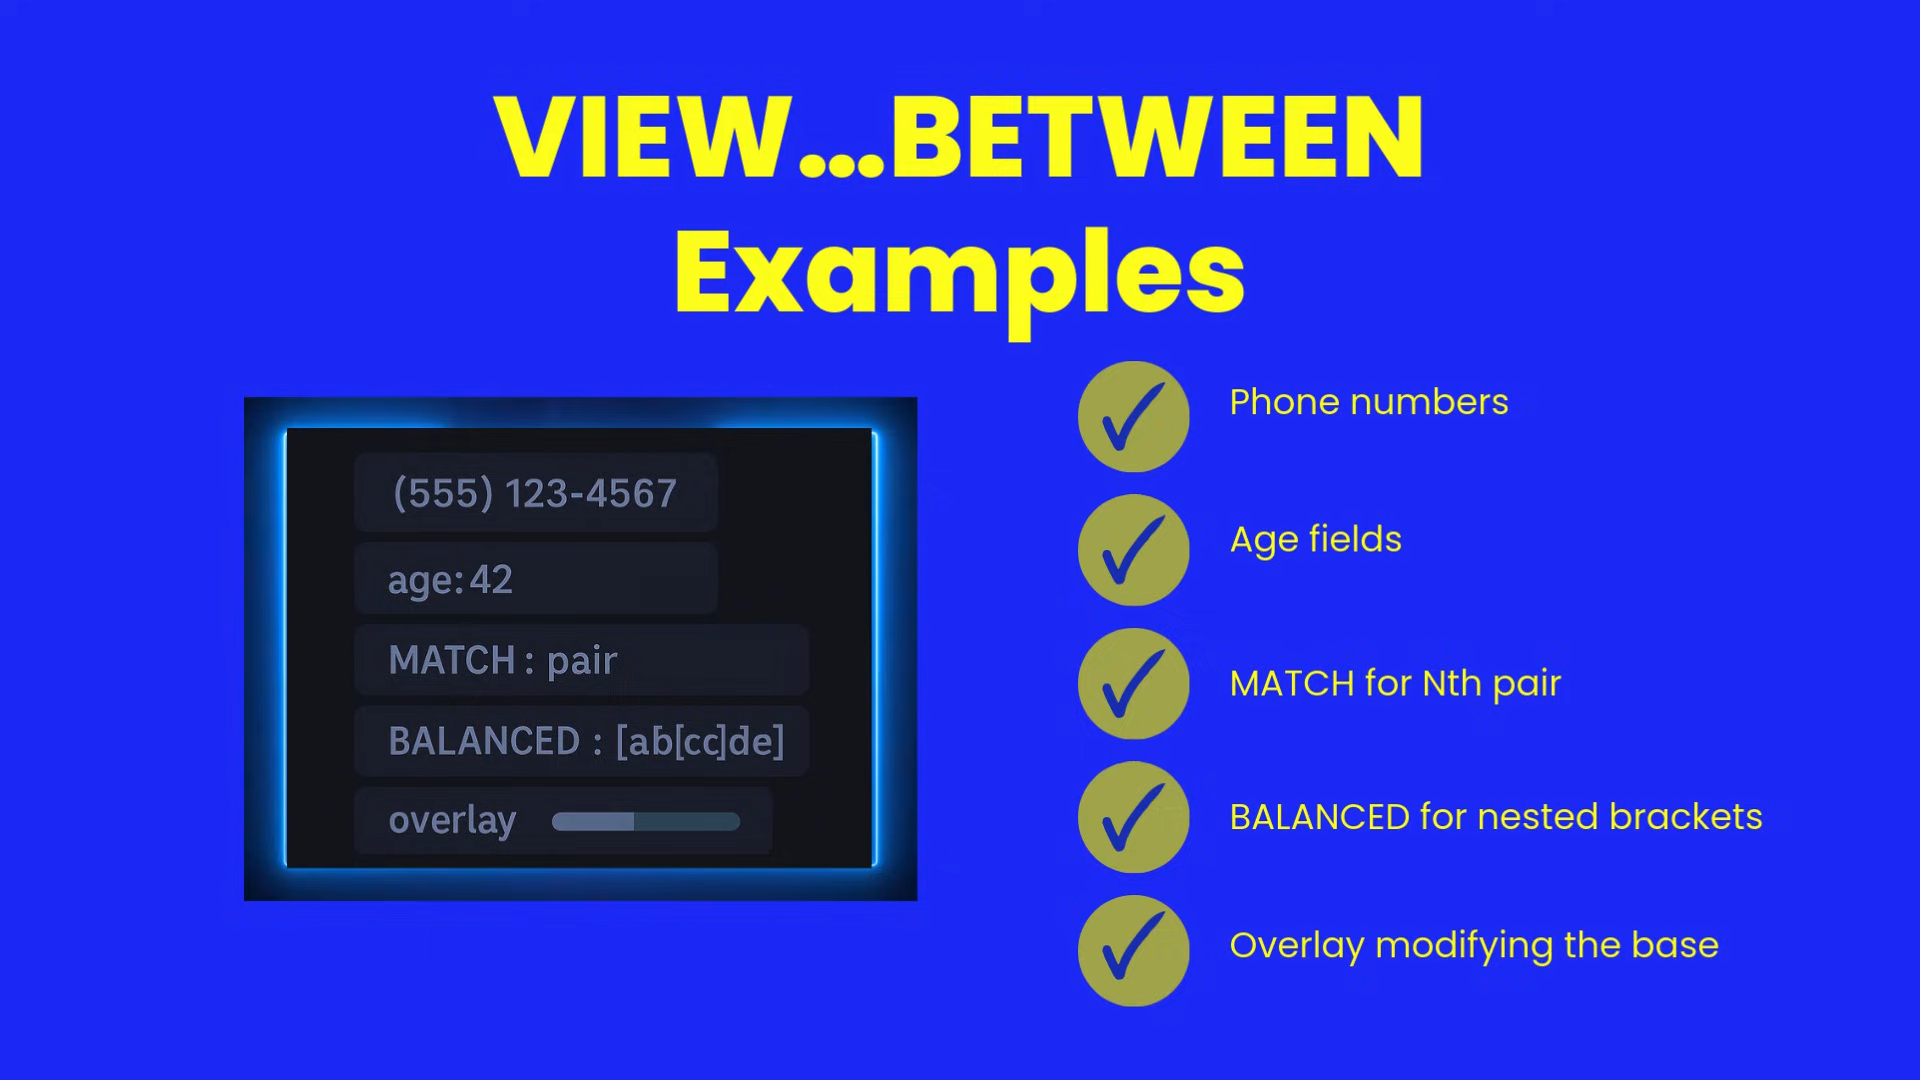 VIEW...BETWEEN
Examples
(555) 123-4567
age: 42
MATCH : pair
BALANCED : [ab[cc]de]
overlay
Phone numbers
Age fields
MATCH for Nth pair
BALANCED for nested brackets
Overlay modifying the base